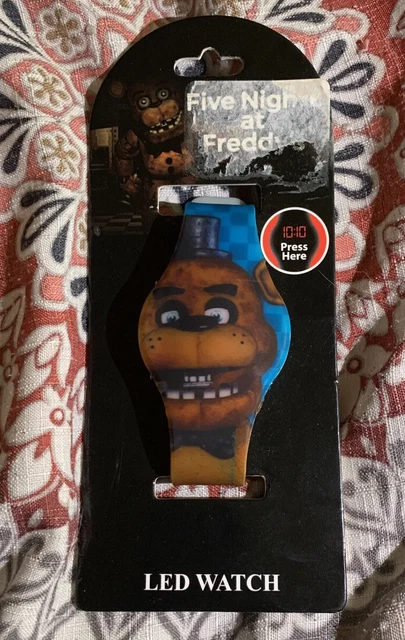 Five Nigh
at
Fredd
10:10
Press
Here
LED WATCH